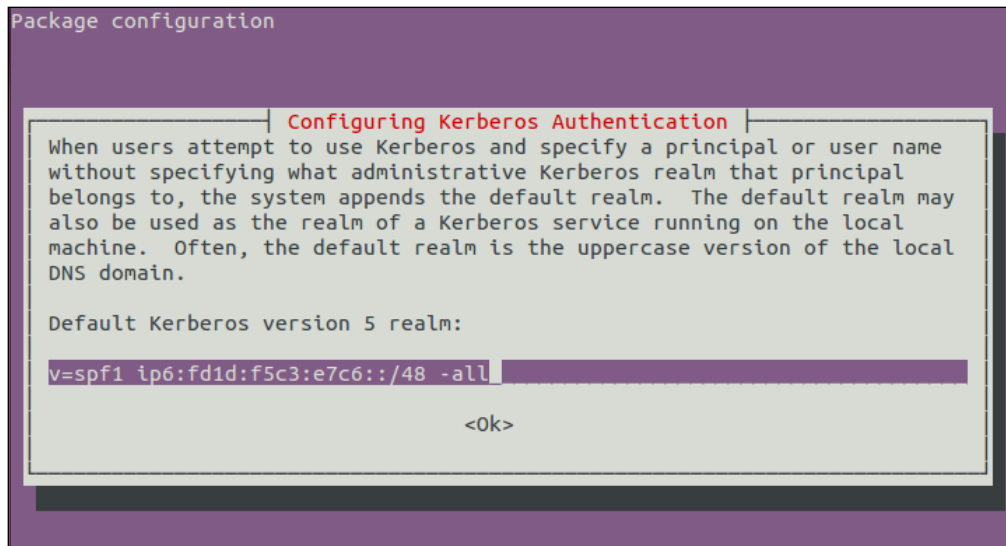 Package configuration
Configuring Kerberos Authentication
When users attempt to use Kerberos and specify a principal or user name
without specifying what administrative Kerberos realm that principal
belongs to, the system appends the default realm.  The default realm may
also be used as the realm of a Kerberos service running on the local
machine.  Often, the default realm is the uppercase version of the local
DNS domain.
Default Kerberos version 5 realm:
v=spf1 ip6:fd1d:f5c3:e7c6::/48 -all
<Ok>